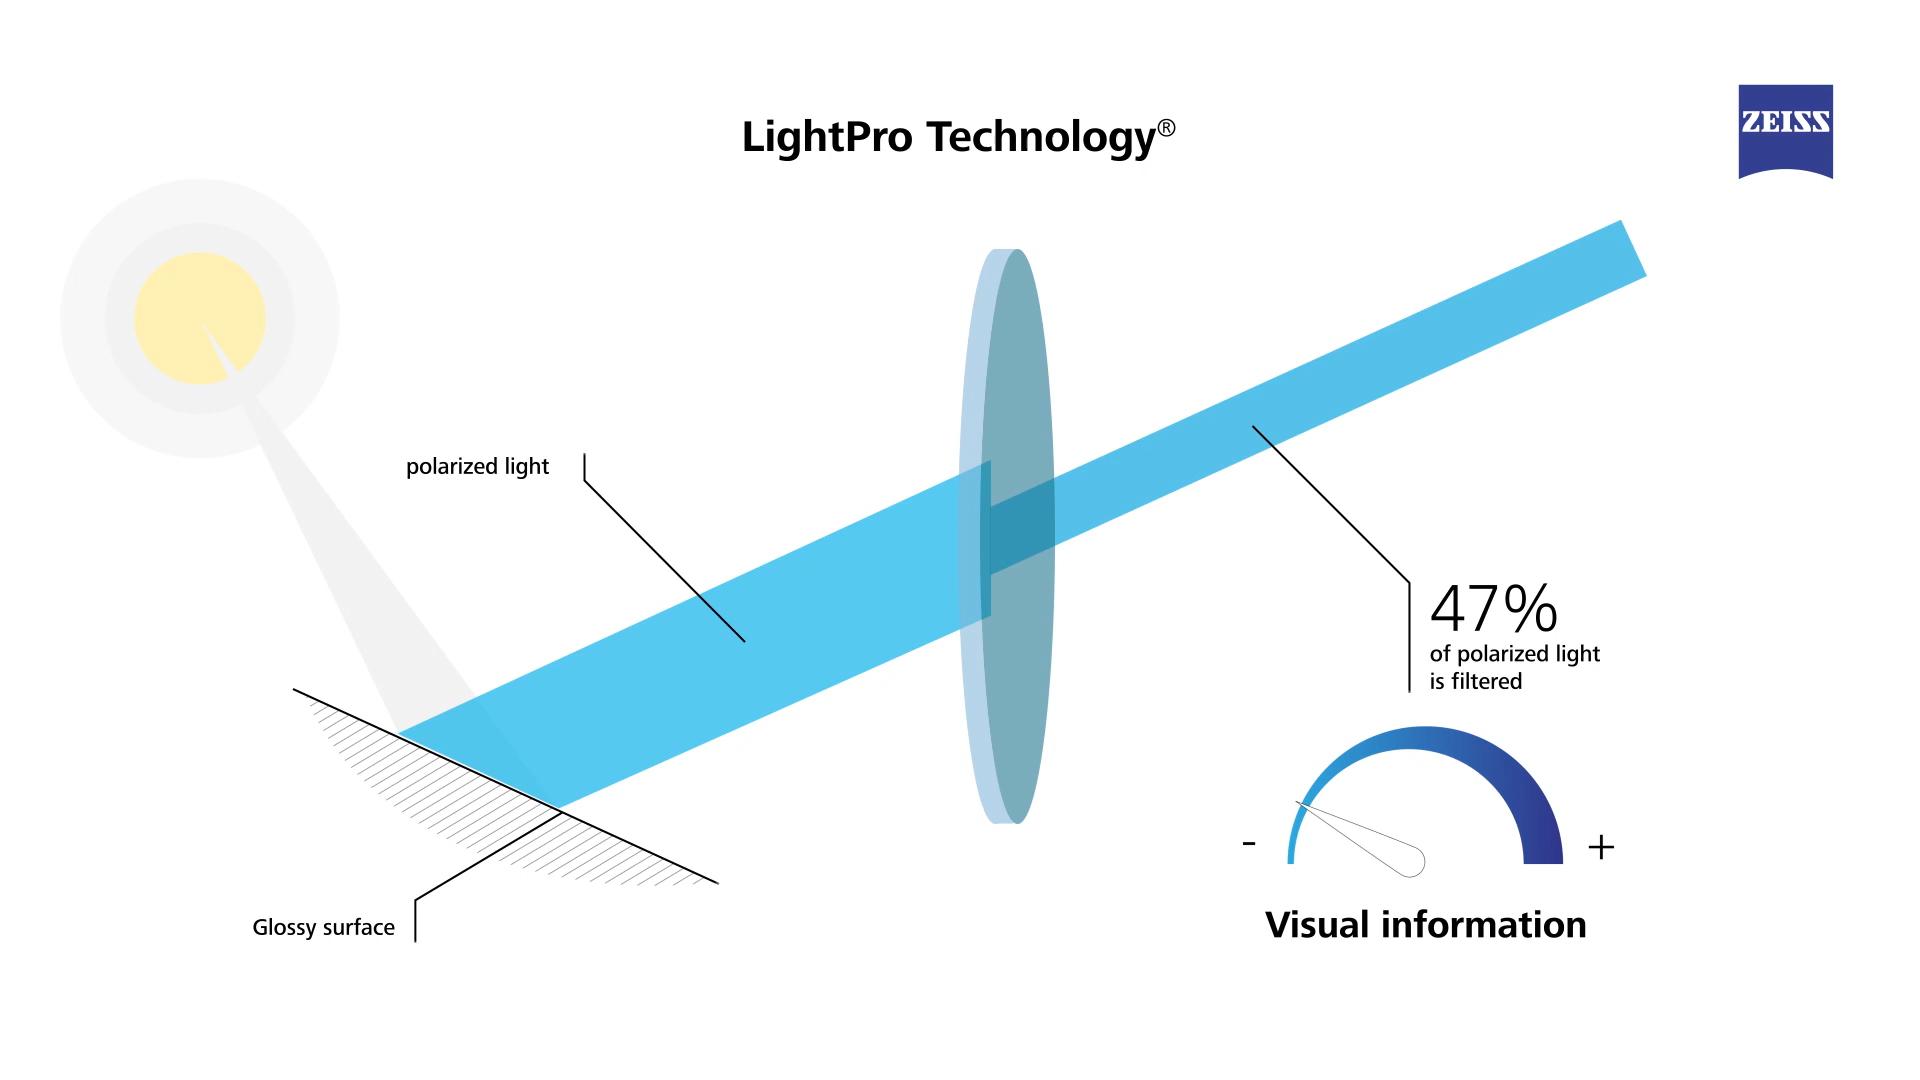 LightPro Technology®
ZEISS
polarized light
47%
of polarized light
is filtered
- +
Visual information
Glossy surface